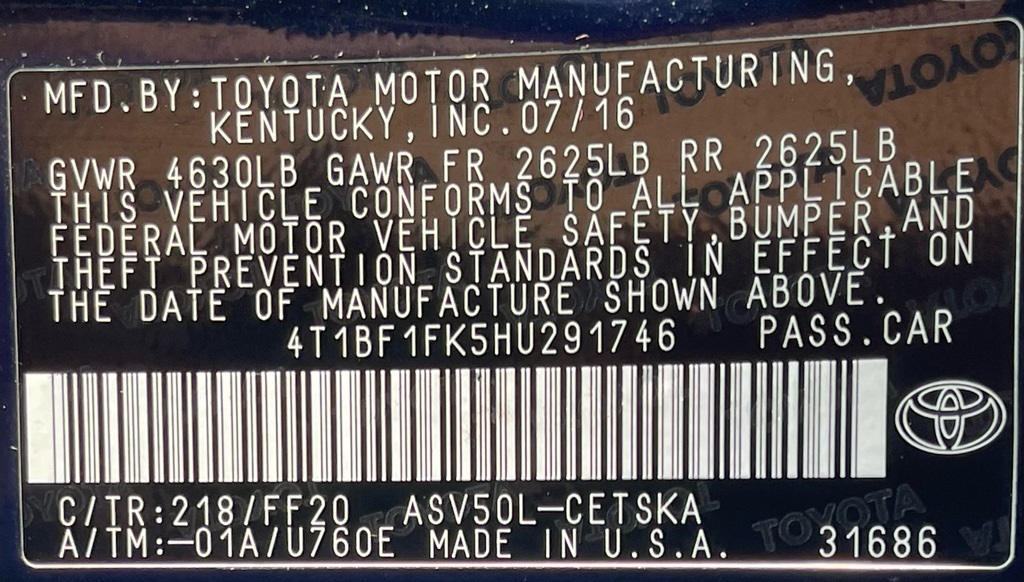 MFD.BY:TOYOTA MOTOR MANUFACTURING,
KENTUCKY,INC.07/16
GVWR 4630LB GAWR FR 2625LB RR 2625LB
THIS VEHICLE CONFORMS TO ALL APPLICABLE
FEDERAL MOTOR VEHICLE SAFETY,BUMPER,AND
THEFT PREVENTION STANDARDS IN EFFECT ON
THE DATE OF MANUFACTURE SHOWN ABOVE.
4T1BF1FK5HU291746 PASS.CAR
C/TR:218/FF20 ASV50L-CETSKA
A/TM:-01A/U760E MADE IN U.S.A. 31686